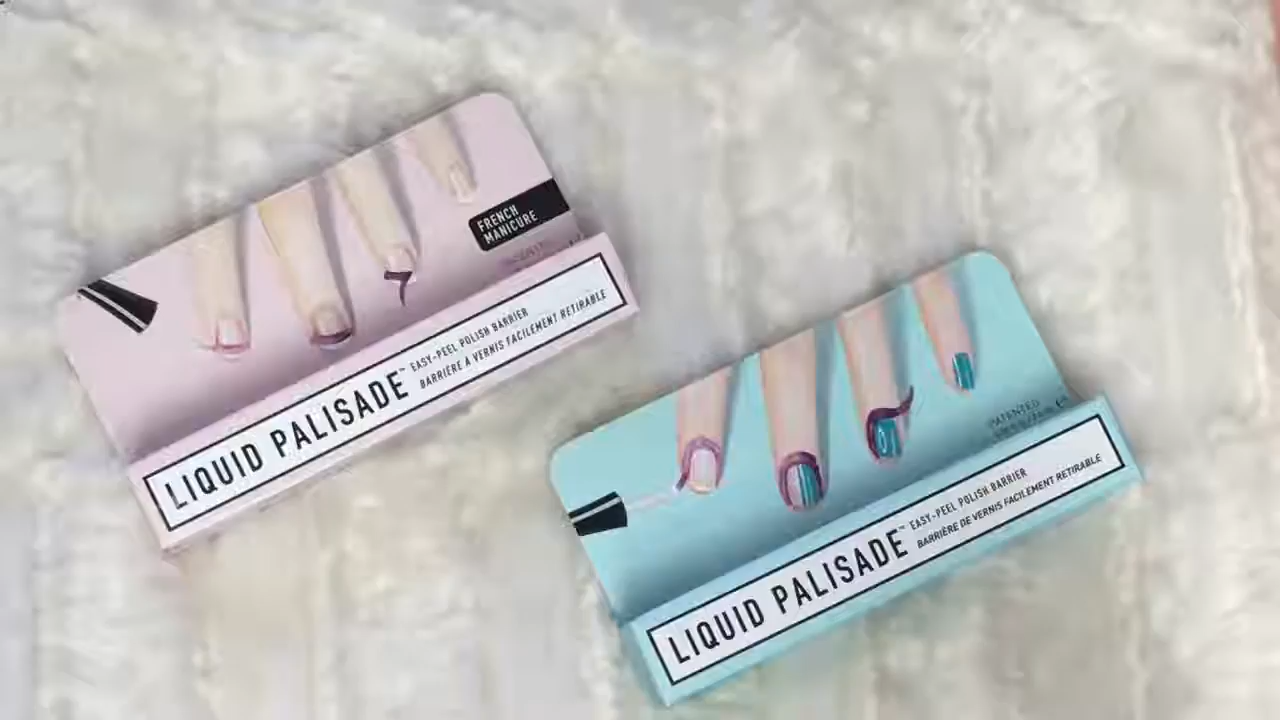 FRENCH
MANICURE
LIQUID PALISADE™
EASY-PEEL POLISH BARRIER
BARRIÈRE À VERNIS FACILEMENT RETIRABLE
PATENTED
LIQUID PALISADE™
EASY-PEEL POLISH BARRIER
BARRIÈRE DE VERNIS FACILEMENT RETIRABLE